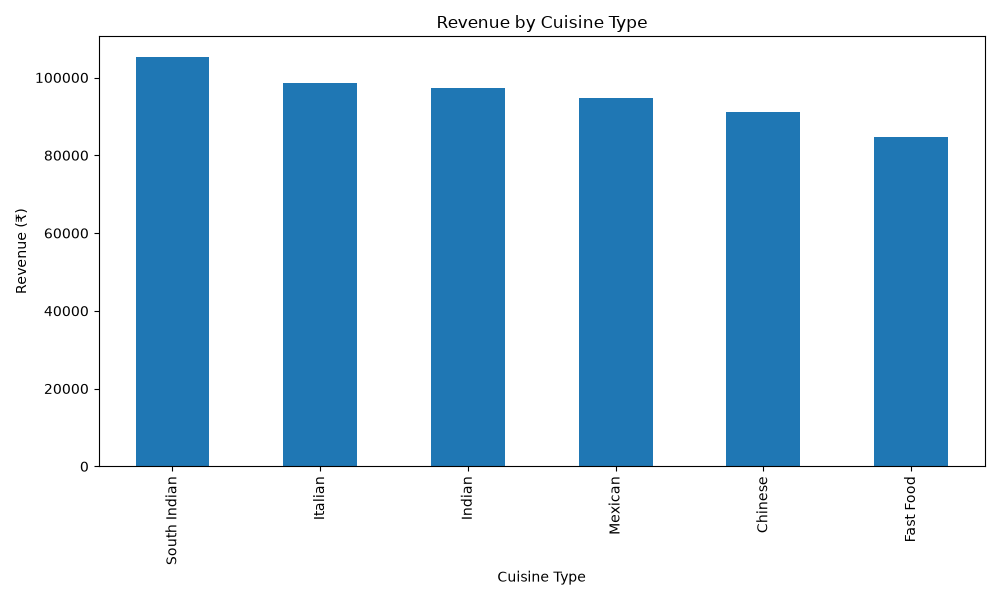 Revenue by Cuisine Type
Revenue (₹)
100000
80000
60000
40000
20000
0
South Indian
Italian
Indian
Mexican
Chinese
Fast Food
Cuisine Type